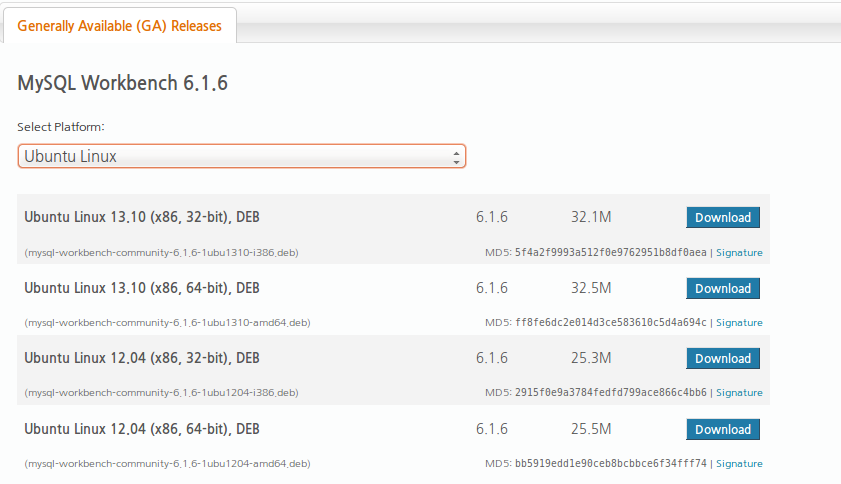 Generally Available (GA) Releases
MySQL Workbench 6.1.6
Select Platform:
Ubuntu Linux
Ubuntu Linux 13.10 (x86, 32-bit), DEB 6.1.6 32.1M Download
(mysql-workbench-community-6.1.6-1ubu1310-i386.deb) MD5: 5f4a2f9993a512f0e9762951b8df0aea | Signature
Ubuntu Linux 13.10 (x86, 64-bit), DEB 6.1.6 32.5M Download
(mysql-workbench-community-6.1.6-1ubu1310-amd64.deb) MD5: ff8fe6dc2e014d3ce583610c5d4a694c | Signature
Ubuntu Linux 12.04 (x86, 32-bit), DEB 6.1.6 25.3M Download
(mysql-workbench-community-6.1.6-1ubu1204-i386.deb) MD5: 2915f0e9a3784fedfd799ace866c4bb6 | Signature
Ubuntu Linux 12.04 (x86, 64-bit), DEB 6.1.6 25.5M Download
(mysql-workbench-community-6.1.6-1ubu1204-amd64.deb) MD5: bb5919edd1e90ceb8bcbbce6f34fff74 | Signature